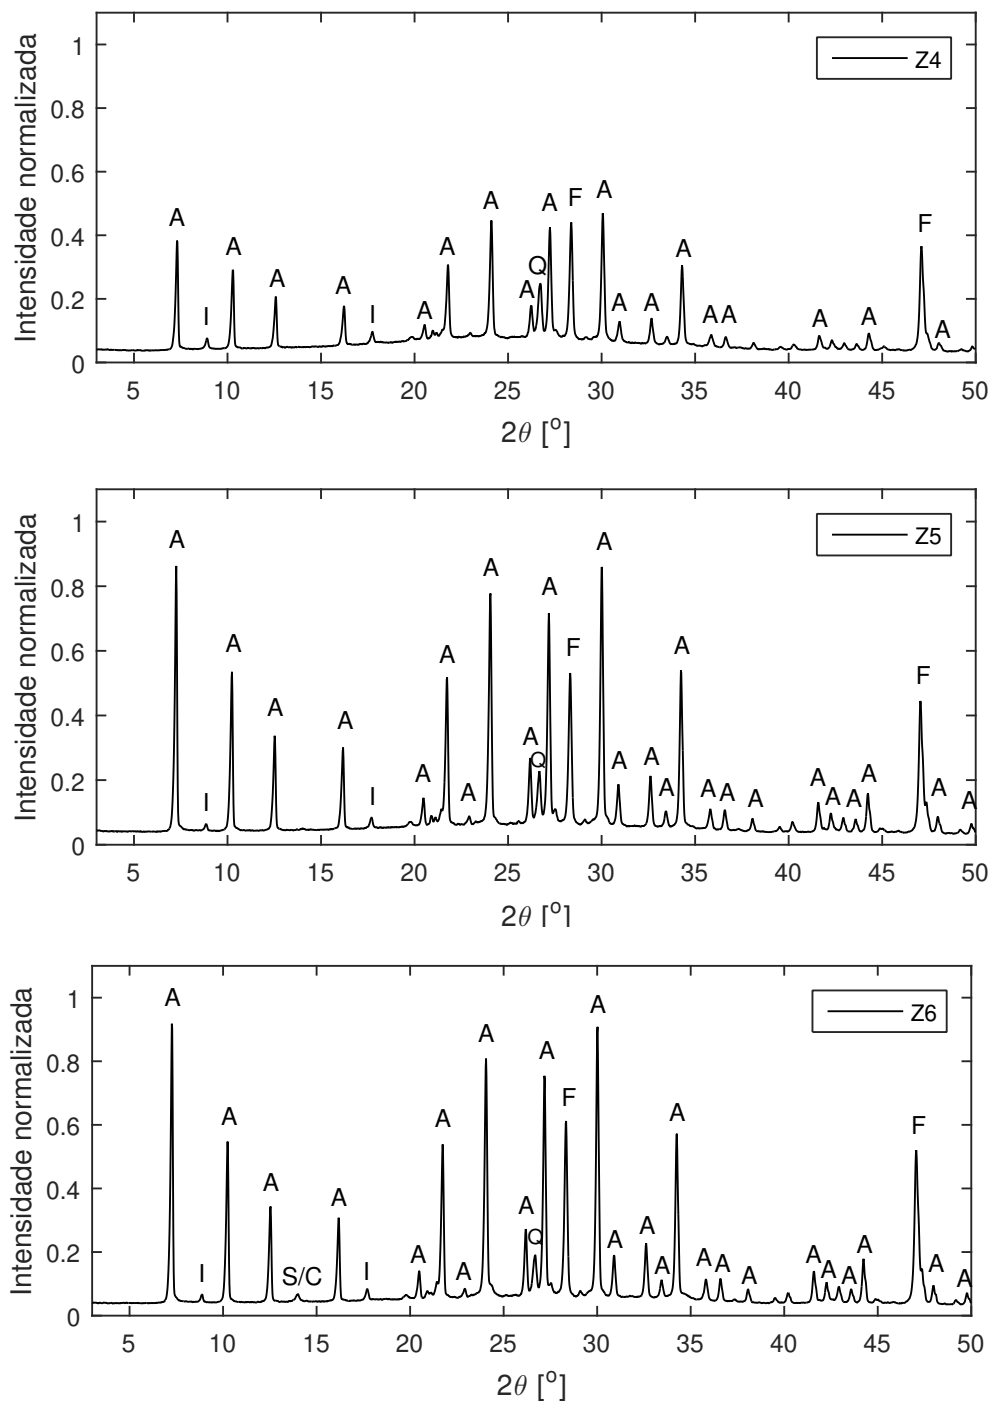 Z4
Intensidade normalizada
1
0.8
0.6
0.4
0.2
0
A I A A A I A A A A Q A F A A A A A A A A F A
5 10 15 20 25 30 35 40 45 50
2θ [o]
Z5
Intensidade normalizada
1
0.8
0.6
0.4
0.2
0
A I A A A I A A A A A Q A F A A A A A A A A A A A A F A A
5 10 15 20 25 30 35 40 45 50
2θ [o]
Z6
Intensidade normalizada
1
0.8
0.6
0.4
0.2
0
A I A A S/C A I A A A A A Q A F A A A A A A A A A A A A F A A
5 10 15 20 25 30 35 40 45 50
2θ [o]